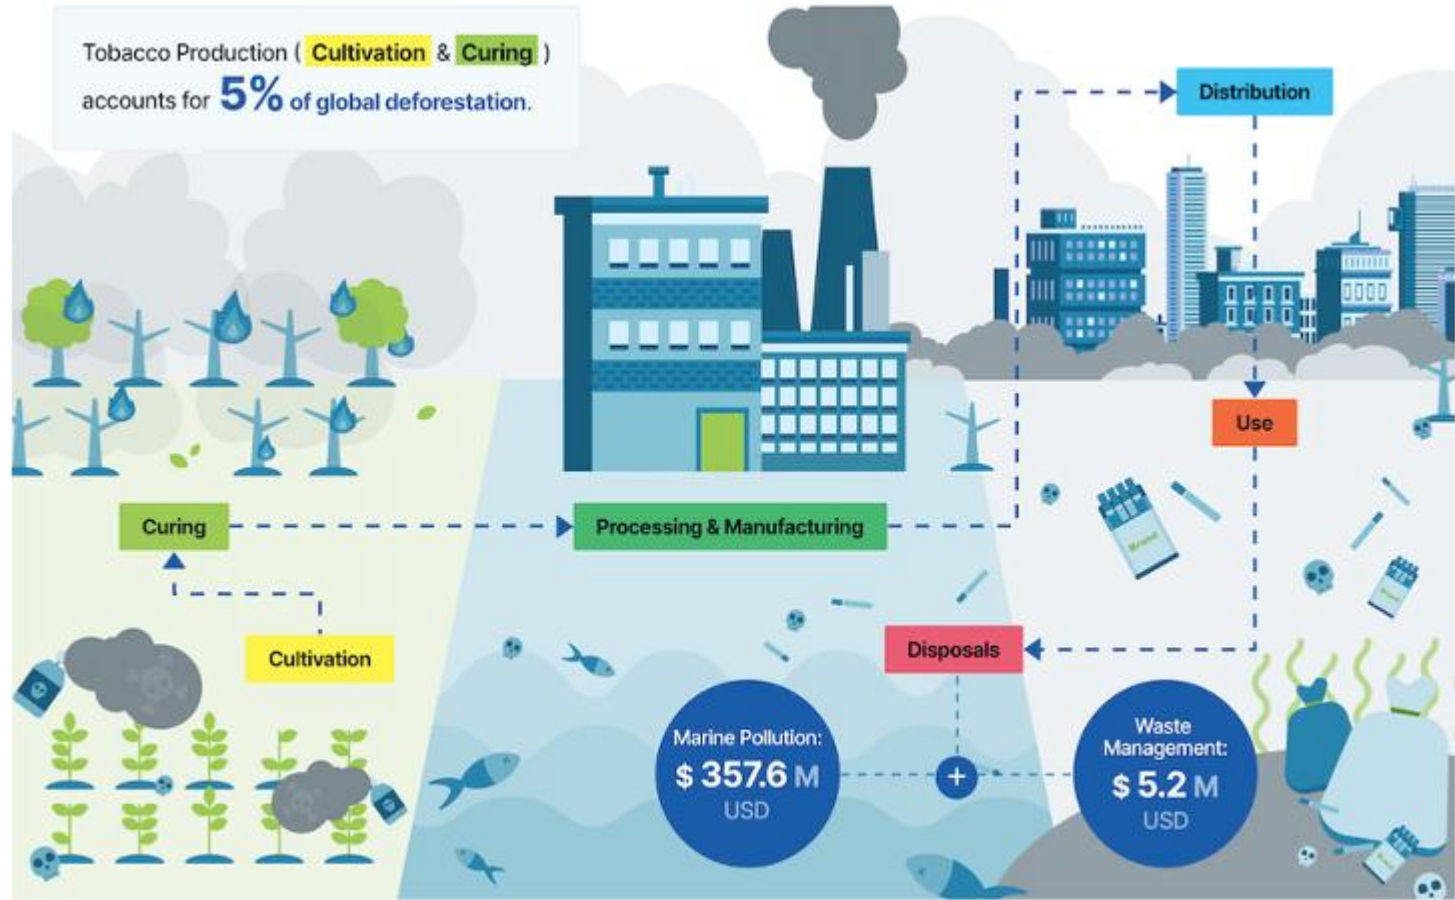 Tobacco Production ( Cultivation & Curing )
accounts for 5% of global deforestation.
Distribution
Use
Curing
Processing & Manufacturing
Cultivation
Disposals
Marine Pollution:
$ 357.6 M
USD
+
Waste
Management:
$ 5.2 M
USD